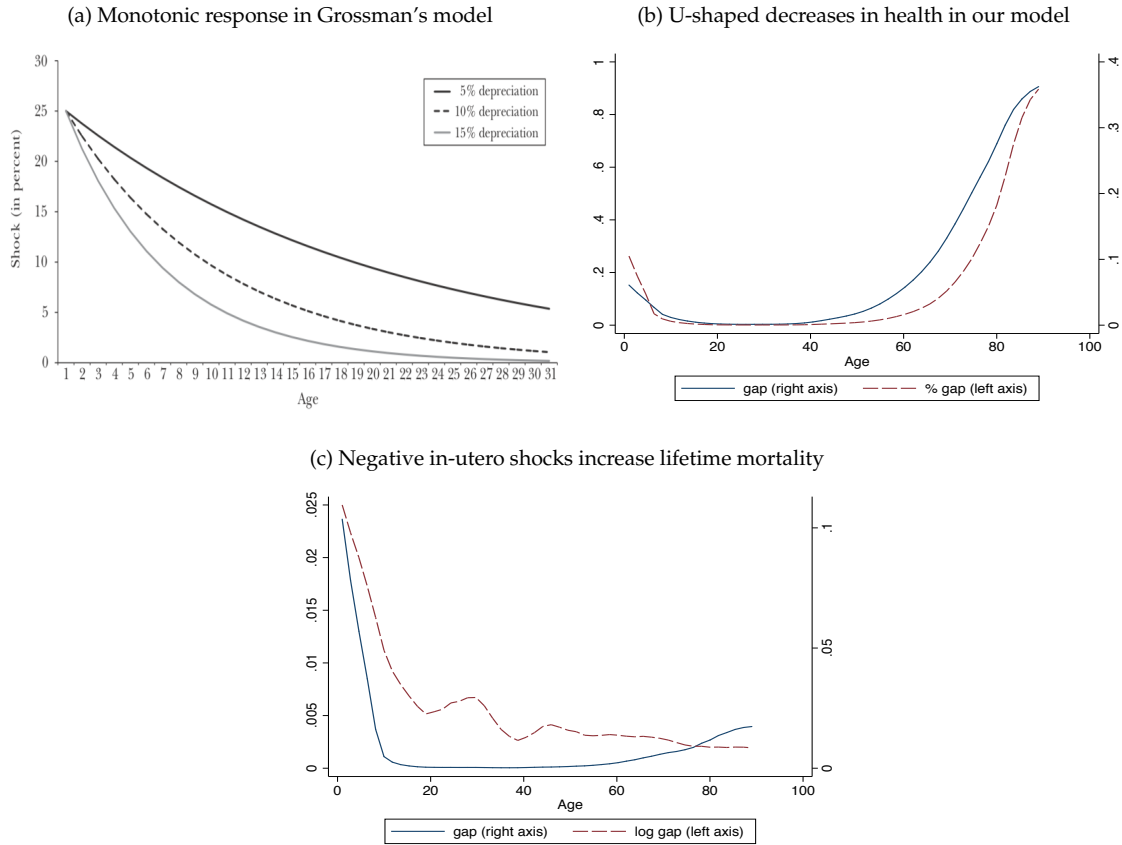 (a) Monotonic response in Grossman's model
30
25
20
15
10
5
0
Shock (in percent)
5% depreciation
10% depreciation
15% depreciation
1 2 3 4 5 6 7 8 9 10 11 12 13 14 15 16 17 18 19 20 21 22 23 24 25 26 27 28 29 30 31
Age
(b) U-shaped decreases in health in our model
1
.8
.6
.4
.2
0
.4
.3
.2
.1
0
0 20 40 60 80 100
Age
gap (right axis) % gap (left axis)
(c) Negative in-utero shocks increase lifetime mortality
.025
.02
.015
.01
.005
0
.1
.05
0
0 20 40 60 80 100
Age
gap (right axis) log gap (left axis)